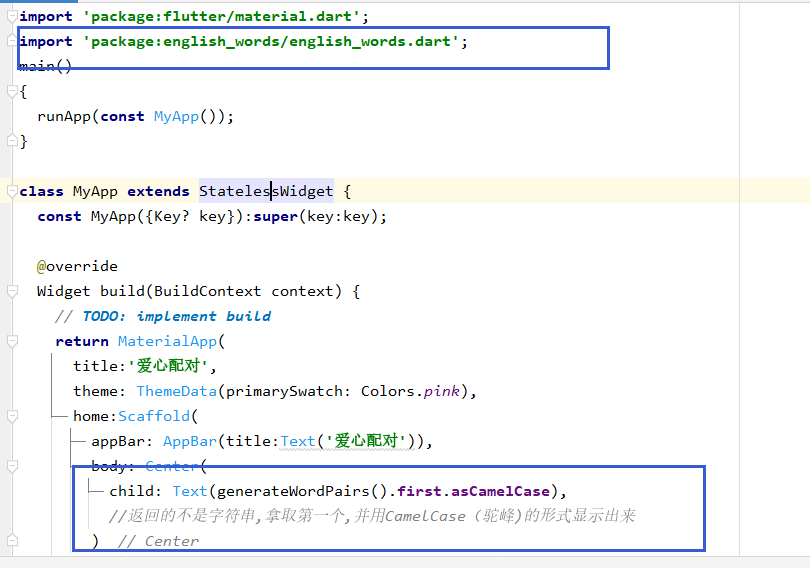 import 'package:flutter/material.dart';
import 'package:english_words/english_words.dart';
main()
{
runApp(const MyApp());
}
class MyApp extends StatelessWidget {
const MyApp({Key? key}):super(key:key);
@override
Widget build(BuildContext context) {
// TODO: implement build
return MaterialApp(
title:'爱心配对',
theme: ThemeData(primarySwatch: Colors.pink),
home:Scaffold(
appBar: AppBar(title:Text('爱心配对')),
body: Center(
child: Text(generateWordPairs().first.asCamelCase),
//返回的不是字符串,拿取第一个,并用CamelCase（驼峰)的形式显示出来
) // Center